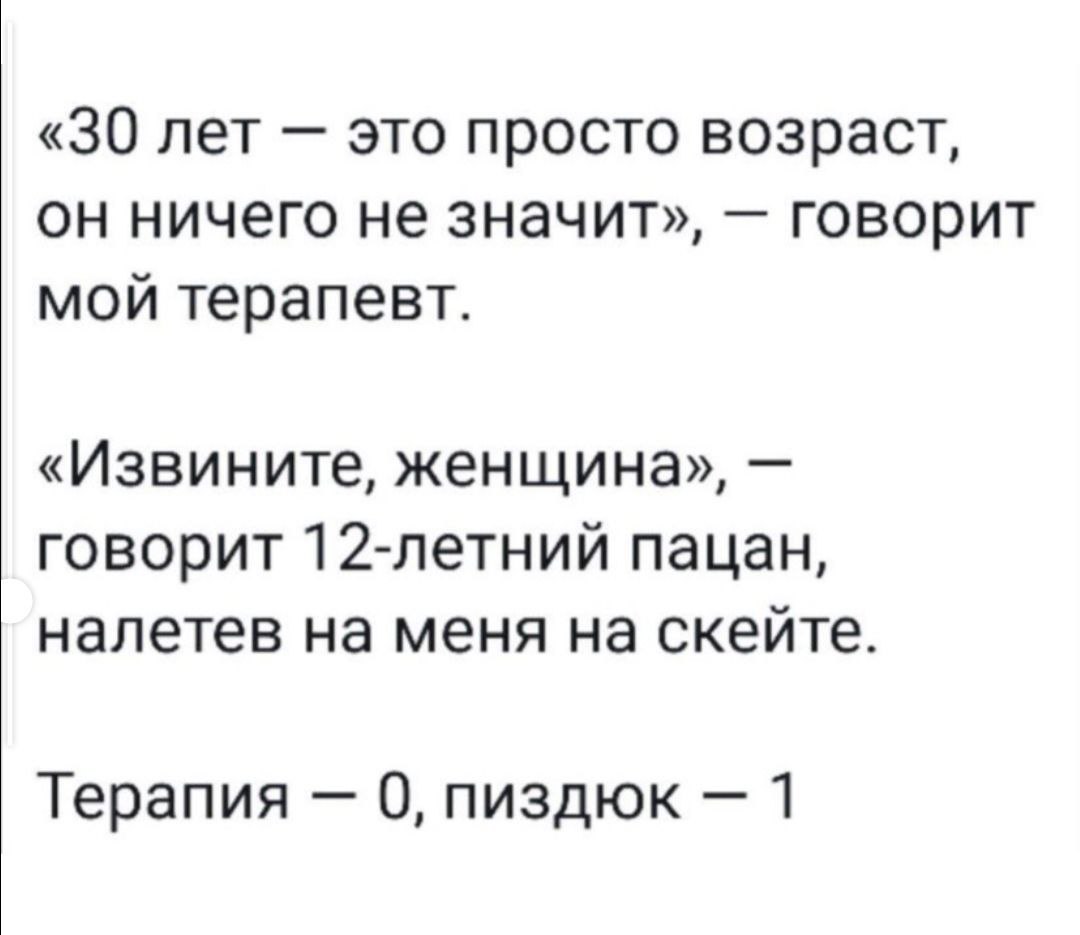 «30 лет — это просто возраст,
он ничего не значит», — говорит
мой терапевт.
«Извините, женщина», —
говорит 12-летний пацан,
налетев на меня на скейте.
Терапия — 0, пиздюк — 1